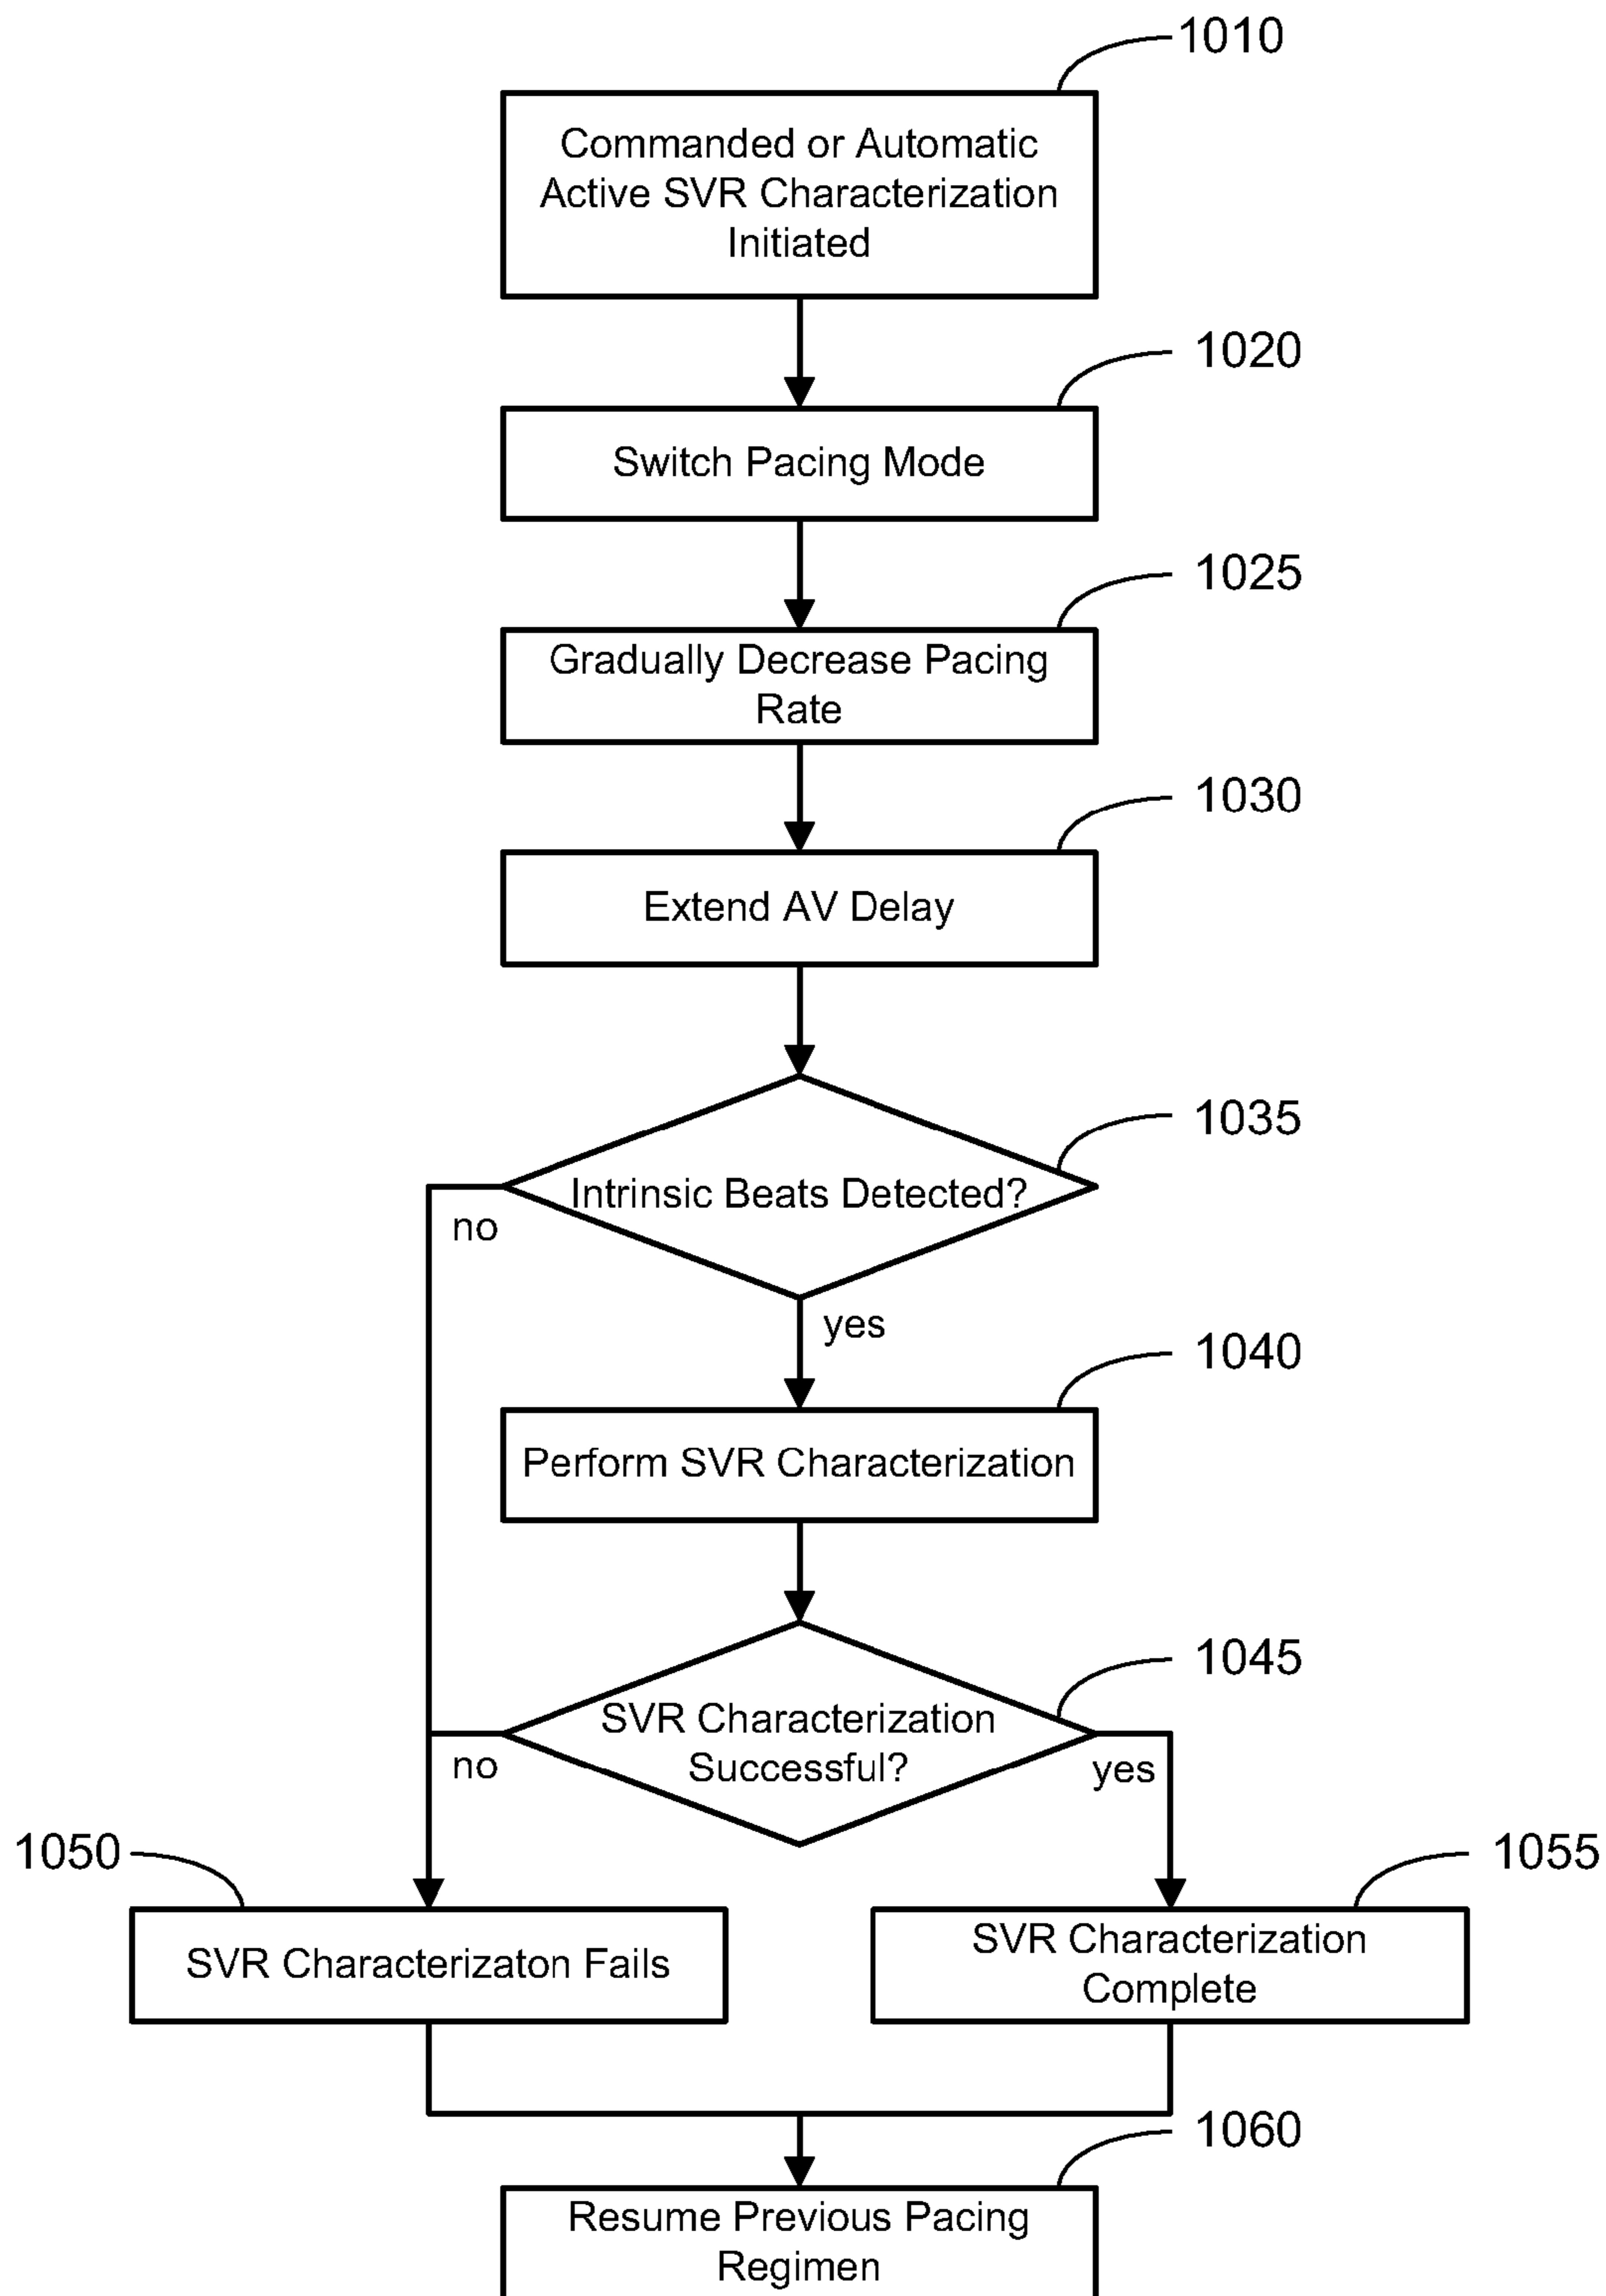 1010
Commanded or Automatic
Active SVR Characterization
Initiated
1020
Switch Pacing Mode
1025
Gradually Decrease Pacing
Rate
1030
Extend AV Delay
1035
Intrinsic Beats Detected?
no
yes
1040
Perform SVR Characterization
1045
SVR Characterization
Successful?
no
yes
1050
1055
SVR Characterizaton Fails
SVR Characterization
Complete
1060
Resume Previous Pacing
Regimen